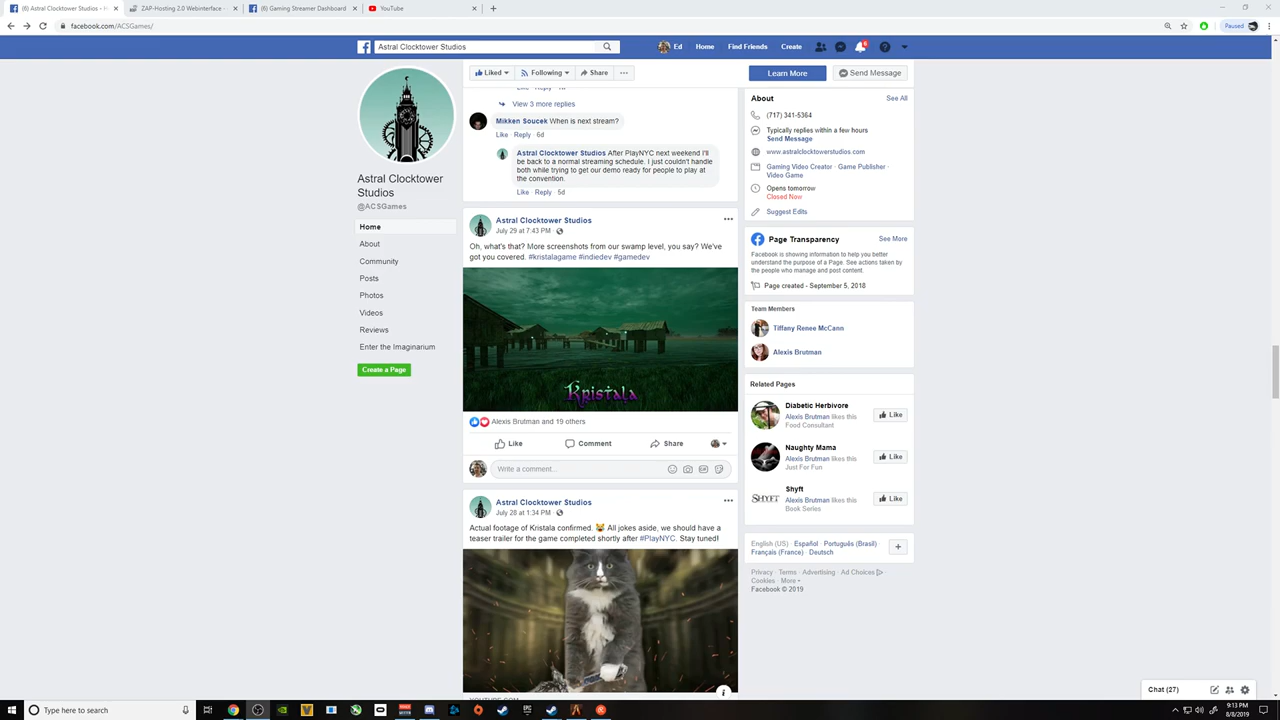 (6) Astral Clocktower Studios - H
ZAP-Hosting 2.0 Webinterface -
(6) Gaming Streamer Dashboard
YouTube
facebook.com/ACSGames/
Paused
Astral Clocktower Studios
Ed
Home
Find Friends
Create
Liked
Following
Share
Learn More
Send Message
Astral Clocktower
Studios
@ACSGames
Home
About
Community
Posts
Photos
Videos
Reviews
Enter the Imaginarium
Create a Page
View 3 more replies
Mikken Soucek When is next stream?
Like Reply 6d
Astral Clocktower Studios After PlayNYC next weekend I'll
be back to a normal streaming schedule. I just couldn't handle
both while trying to get our demo ready for people to play at
the convention.
Like · Reply · 5d
Astral Clocktower Studios
July 29 at 7:43 PM ·
Oh, what's that? More screenshots from our swamp level, you say? We've
got you covered. #kristalagame #indiedev #gamedev
Kristala
Alexis Brutman and 19 others
Like
Comment
Share
Write a comment...
Astral Clocktower Studios
July 28 at 1:34 PM ·
Actual footage of Kristala confirmed. 😹 All jokes aside, we should have a
teaser trailer for the game completed shortly after #PlayNYC. Stay tuned!
YOUTUBE.COM
About
See All
(717) 341-5364
Typically replies within a few hours
Send Message
www.astralclocktowerstudios.com
Gaming Video Creator · Game Publisher ·
Video Game
Opens tomorrow
Closed Now
Suggest Edits
Page Transparency
See More
Facebook is showing information to help you better
understand the purpose of a Page. See actions taken by
the people who manage and post content.
Page created - September 5, 2018
Team Members
Tiffany Renee McCann
Alexis Brutman
Related Pages
Diabetic Herbivore
Alexis Brutman likes this
Food Consultant
Like
Naughty Mama
Alexis Brutman likes this
Just For Fun
Like
SHYFT
Shyft
Alexis Brutman likes this
Book Series
Like
English (US) · Español · Português (Brasil) ·
Français (France) · Deutsch
Privacy · Terms · Advertising · Ad Choices
Cookies · More
Facebook © 2019
Chat (27)
Type here to search
9:13 PM
8/8/2019